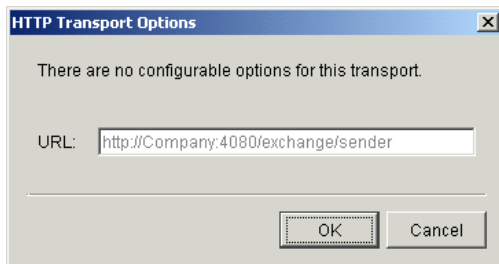 HTTP Transport Options
There are no configurable options for this transport.
URL: http://Company:4080/exchange/sender
OK Cancel